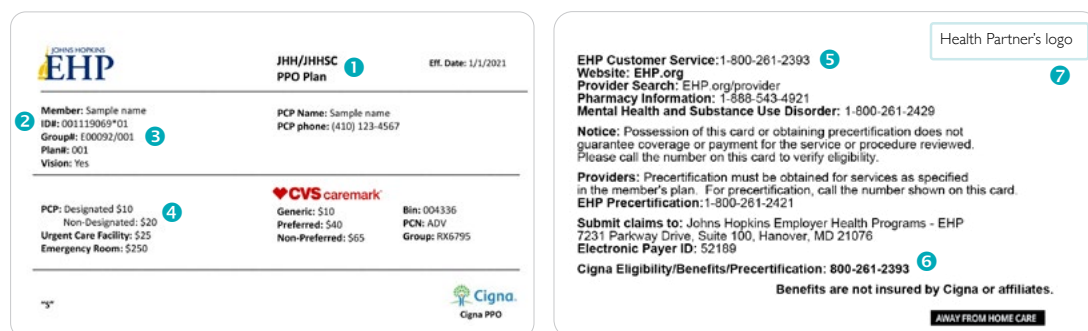 JOHNS HOPKINS
EHP
JHH/JHHSC
PPO Plan
1
Eff. Date: 1/1/2021
Member: Sample name
2 ID#: 001119069*01
Group#: E00092/001 3
Plan#: 001
Vision: Yes
PCP Name: Sample name
PCP phone: (410) 123-4567
PCP: Designated $10
Non-Designated: $20
4
Urgent Care Facility: $25
Emergency Room: $250
CVS caremark
Generic: $10
Preferred: $40
Non-Preferred: $65
Bin: 004336
PCN: ADV
Group: RX6795
"S"
Cigna.
Cigna PPO
Health Partner's logo
7
EHP Customer Service:1-800-261-2393 5
Website: EHP.org
Provider Search: EHP.org/provider
Pharmacy Information: 1-888-543-4921
Mental Health and Substance Use Disorder: 1-800-261-2429
Notice: Possession of this card or obtaining precertification does not
guarantee coverage or payment for the service or procedure reviewed.
Please call the number on this card to verify eligibility.
Providers: Precertification must be obtained for services as specified
in the member's plan. For precertification, call the number shown on this card.
EHP Precertification:1-800-261-2421
Submit claims to: Johns Hopkins Employer Health Programs - EHP
7231 Parkway Drive, Suite 100, Hanover, MD 21076
Electronic Payer ID: 52189
Cigna Eligibility/Benefits/Precertification: 800-261-2393 6
Benefits are not insured by Cigna or affiliates.
AWAY FROM HOME CARE